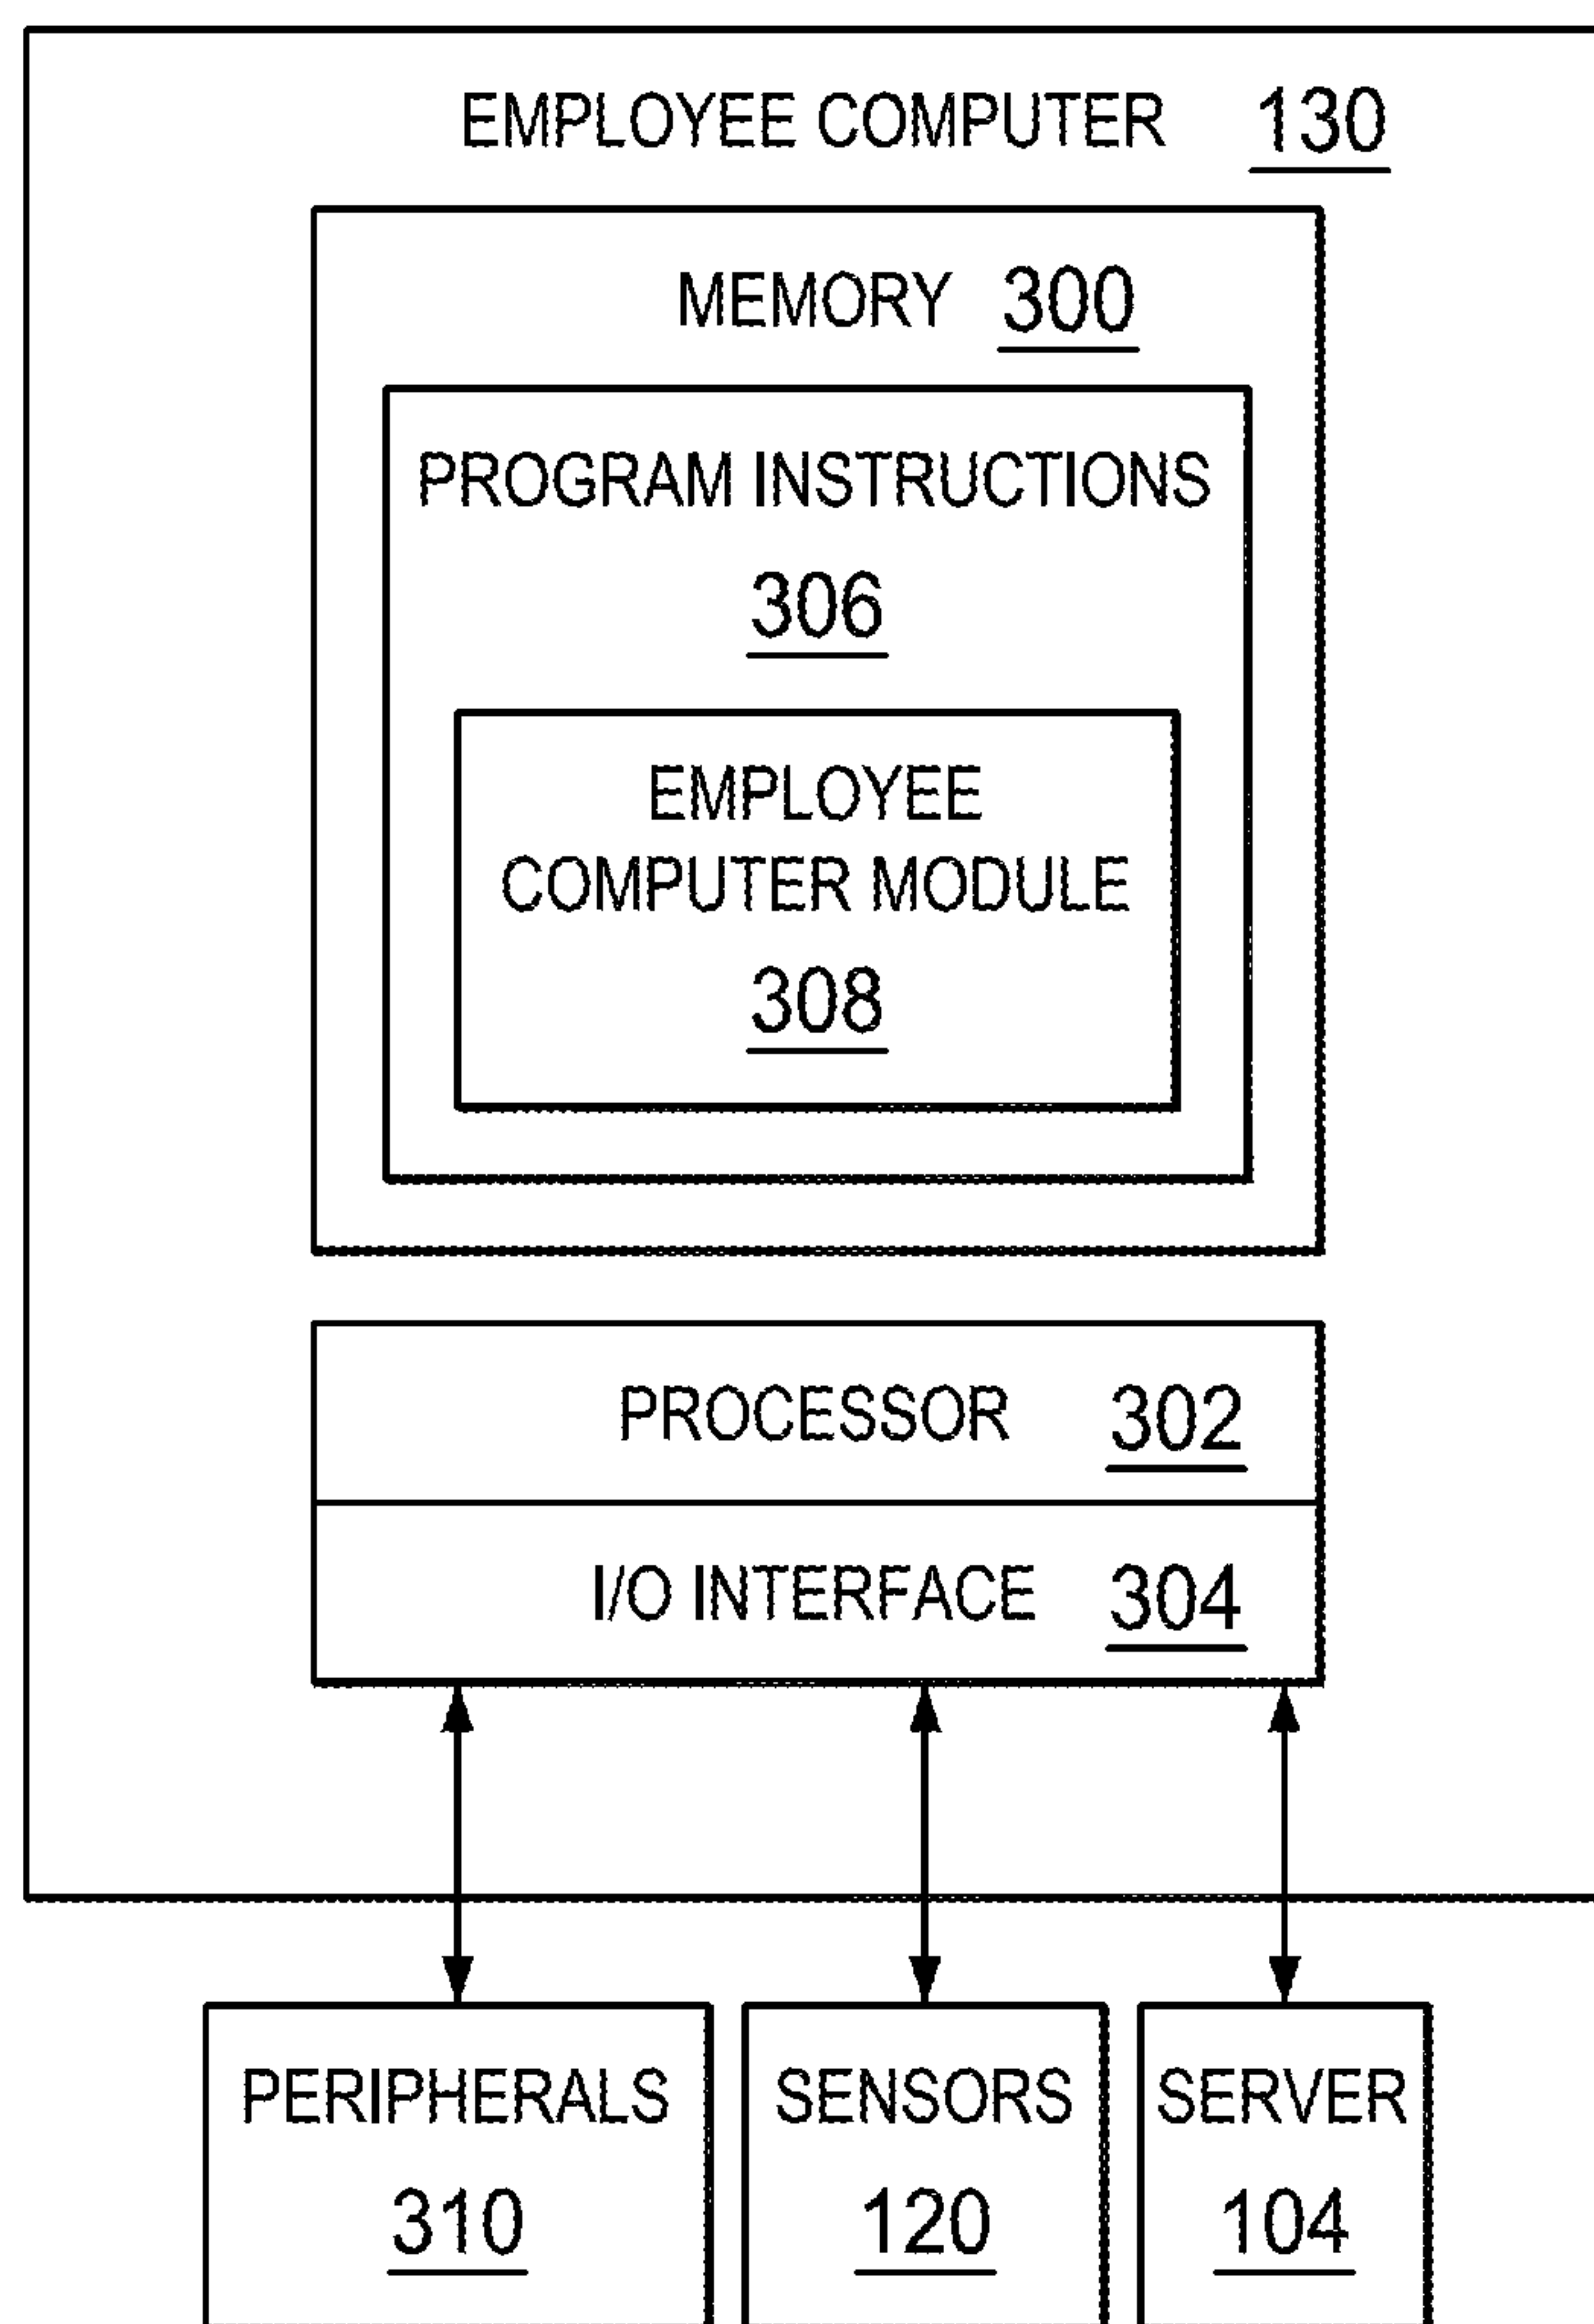 EMPLOYEE COMPUTER 130
MEMORY 300
PROGRAM INSTRUCTIONS
306
EMPLOYEE
COMPUTER MODULE
308
PROCESSOR 302
I/O INTERFACE 304
PERIPHERALS
310
SENSORS
120
SERVER
104